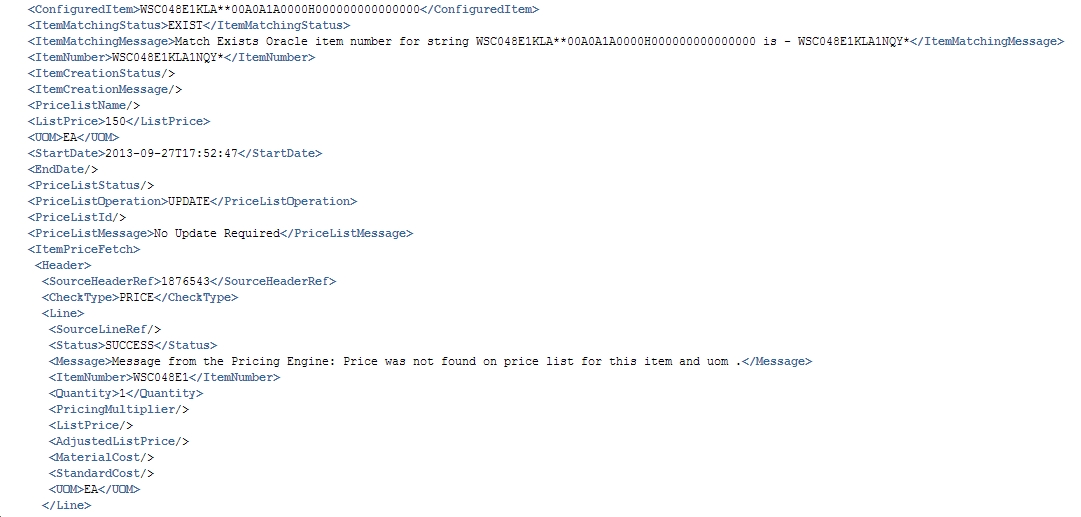 <ConfiguredItem>WSC048E1KLA**00A0A1A0000H000000000000000</ConfiguredItem>
<ItemMatchingStatus>EXIST</ItemMatchingStatus>
<ItemMatchingMessage>Match Exists Oracle item number for string WSC048E1KLA**00A0A1A0000H000000000000000 is - WSC048E1KLA1NQY*</ItemMatchingMessage>
<ItemNumber>WSC048E1KLA1NQY*</ItemNumber>
<ItemCreationStatus/>
<ItemCreationMessage/>
<PricelistName/>
<ListPrice>150</ListPrice>
<UOM>EA</UOM>
<StartDate>2013-09-27T17:52:47</StartDate>
<EndDate/>
<PriceListStatus/>
<PriceListOperation>UPDATE</PriceListOperation>
<PriceListId/>
<PriceListMessage>No Update Required</PriceListMessage>
<ItemPriceFetch>
<Header>
<SourceHeaderRef>1876543</SourceHeaderRef>
<CheckType>PRICE</CheckType>
<Line>
<SourceLineRef/>
<Status>SUCCESS</Status>
<Message>Message from the Pricing Engine: Price was not found on price list for this item and uom .</Message>
<ItemNumber>WSC048E1</ItemNumber>
<Quantity>1</Quantity>
<PricingMultiplier/>
<ListPrice/>
<AdjustedListPrice/>
<MaterialCost/>
<StandardCost/>
<UOM>EA</UOM>
</Line>